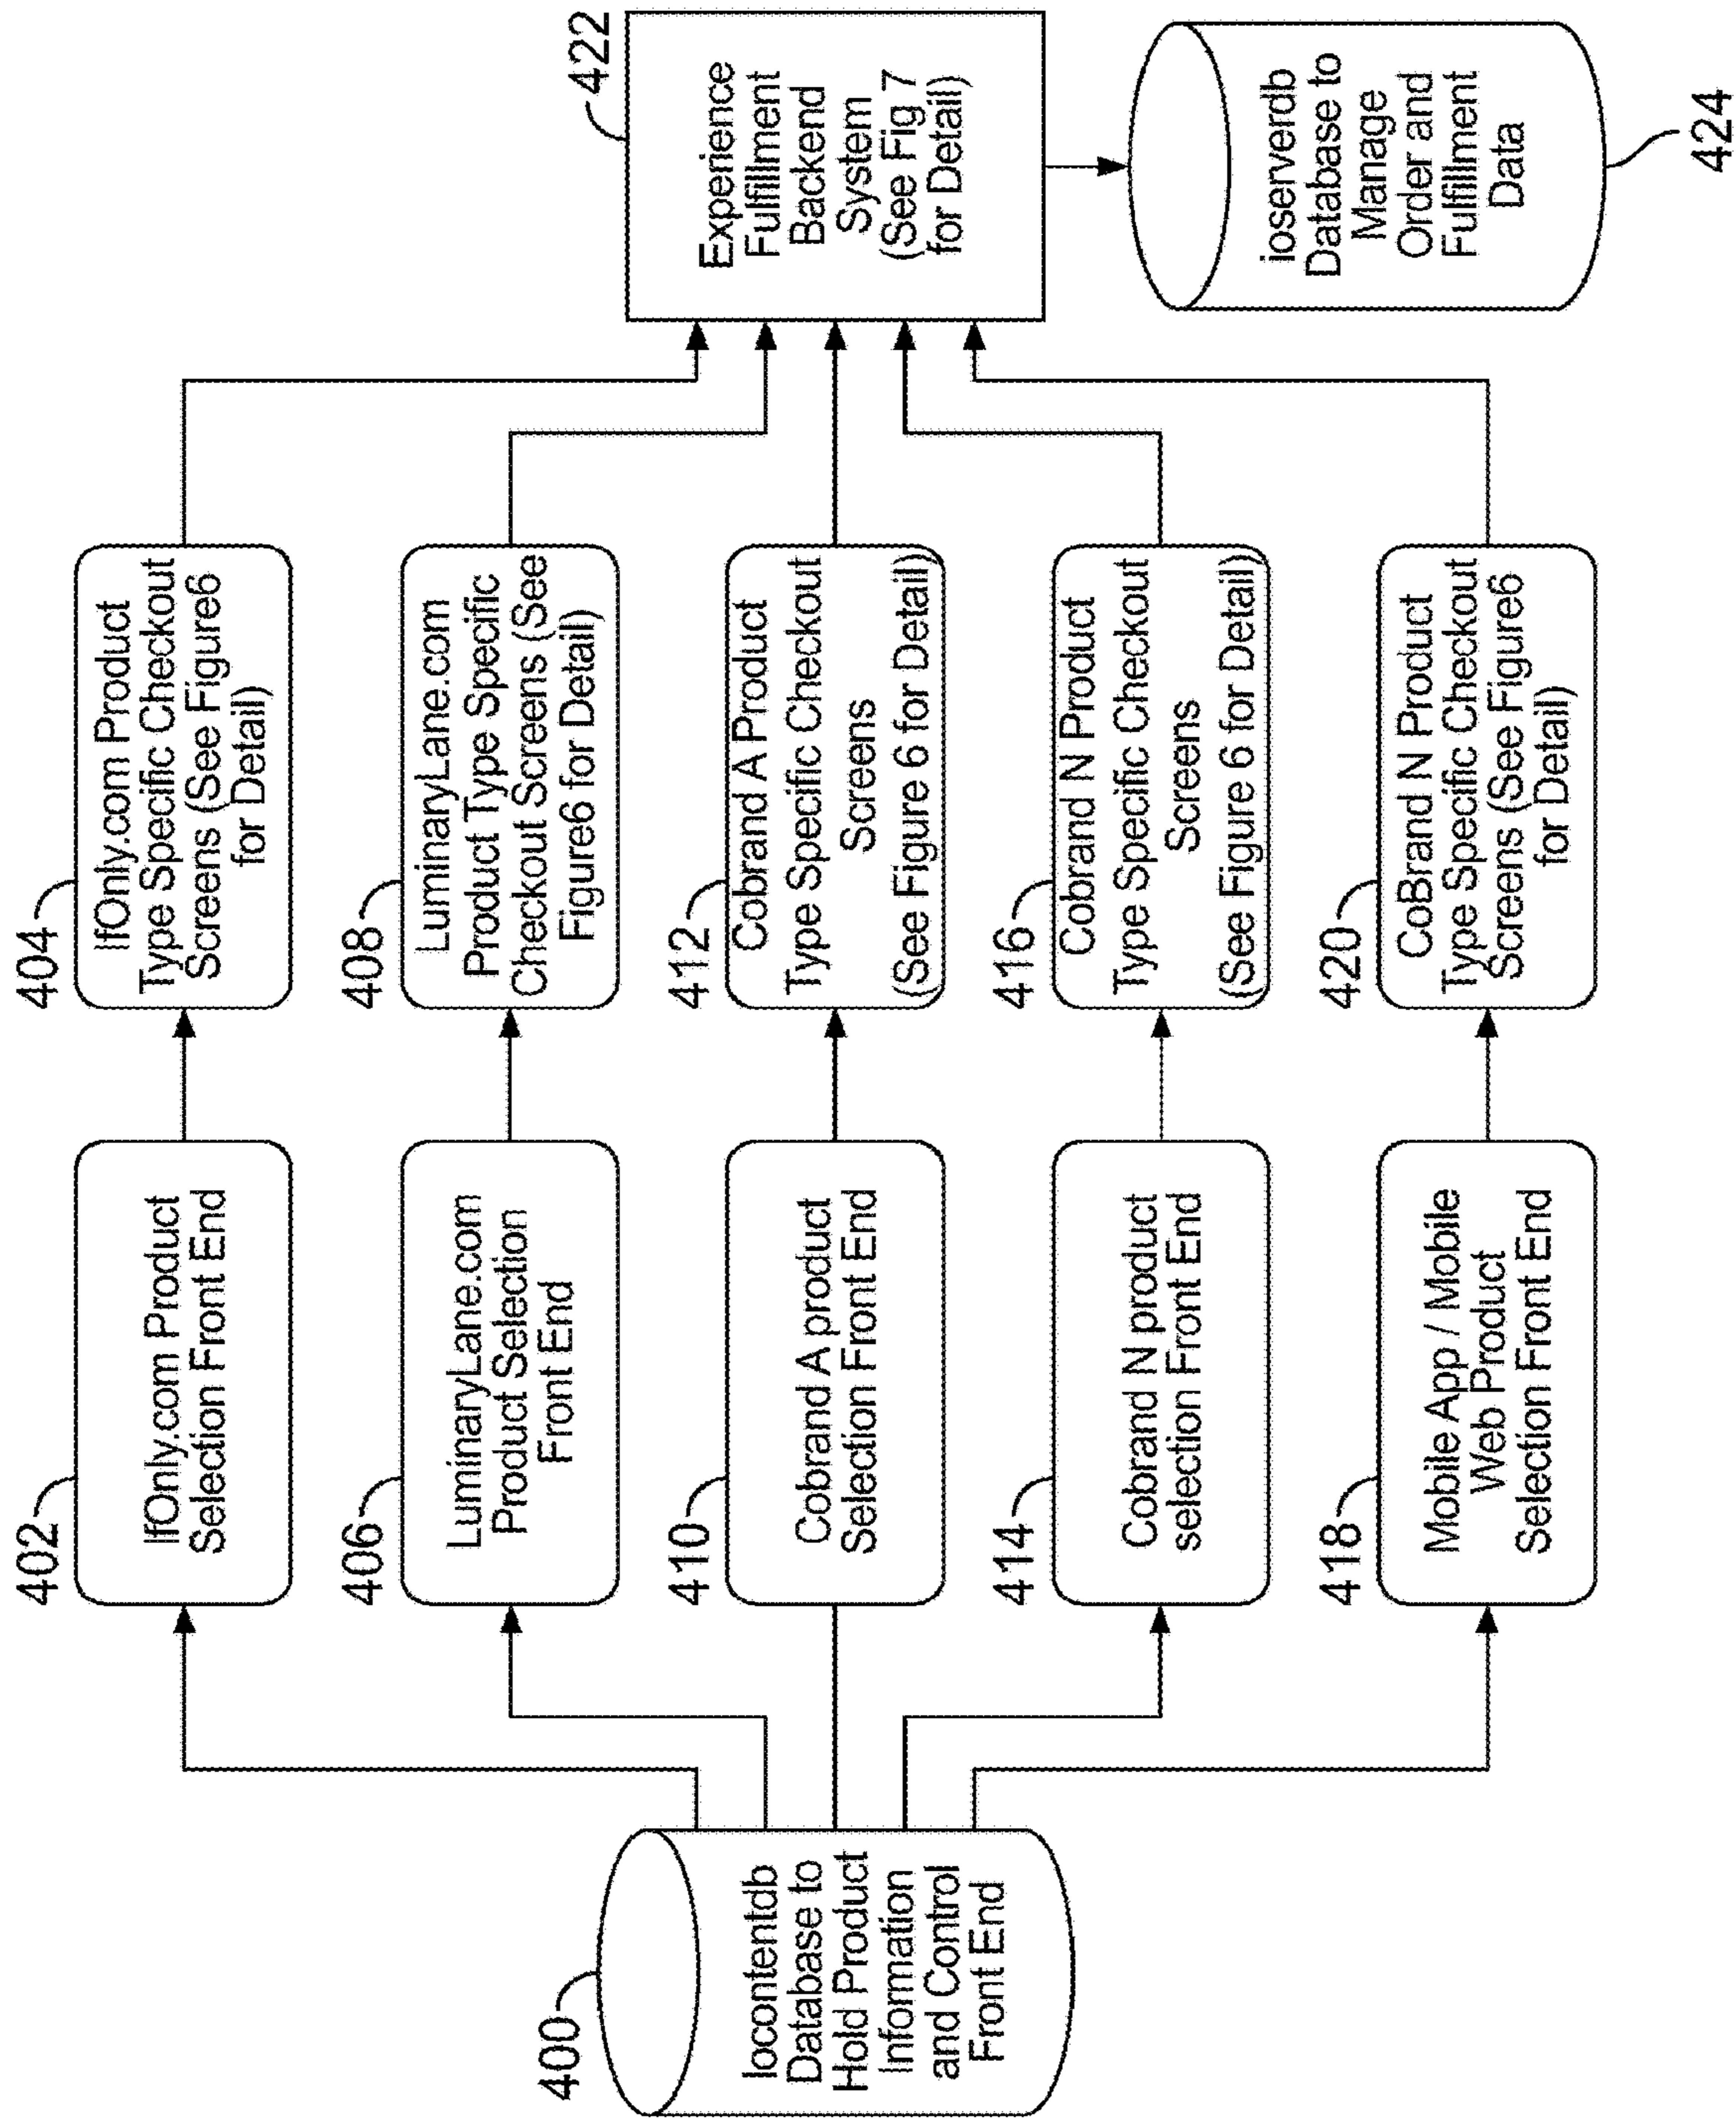 400
Iocontentdb
Database to
Hold Product
Information
and Control
Front End
402
IfOnly.com Product
Selection Front End
404
IfOnly.com Product
Type Specific Checkout
Screens (See Figure6
for Detail)
406
LuminaryLane.com
Product Selection
Front End
408
LuminaryLane.com
Product Type Specific
Checkout Screens (See
Figure6 for Detail)
410
Cobrand A product
Selection Front End
412
Cobrand A Product
Type Specific Checkout
Screens
(See Figure 6 for Detail)
414
Cobrand N product
selection Front End
416
Cobrand N Product
Type Specific Checkout
Screens
(See Figure 6 for Detail)
418
Mobile App / Mobile
Web Product
Selection Front End
420
CoBrand N Product
Type Specific Checkout
Screens (See Figure6
for Detail)
422
Experience
Fulfillment
Backend
System
(See Fig 7
for Detail)
ioserverdb
Database to
Manage
Order and
Fulfillment
Data
424